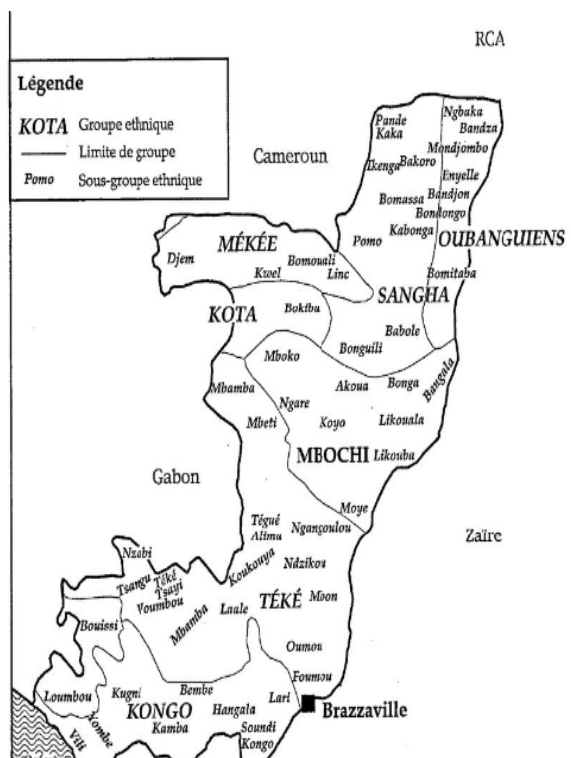 RCA
Légende
KOTA Groupe ethnique
Limite de groupe
Pomo Sous-groupe ethnique
Cameroun
Pande
Kaka
Ngbaka
Bandza
Mondjombo
Ikenga Bakoro
Enyelle
Bomassa
Bandjon
Bondongo
Kabonga
Pomo
OUBANGUIENS
MÉKÉE
Djem
Bomouali
Kwel
Linc
Bomitaba
SANGHA
KOTA
Bokiba
Babole
Bonguili
Mboko
Mbamba
Akoua
Bonga
Bangala
Ngare
Mbeti
Koyo
Likouala
MBOCHI
Likouba
Gabon
Moye
Tégué
Alima
Ngangoulou
Zaïre
Nzabi
Koukouya
Ndzikou
Tsangu
Téké
Tsayi
Voumbou
Mbamba
Laale
TÉKÉ
Mbon
Bouissi
Oumou
Foumou
Loumbou
Kugni
Bembe
Lari
Brazzaville
KONGO
Hangala
Kamba
Yombe
Vili
Soundi
Kongo